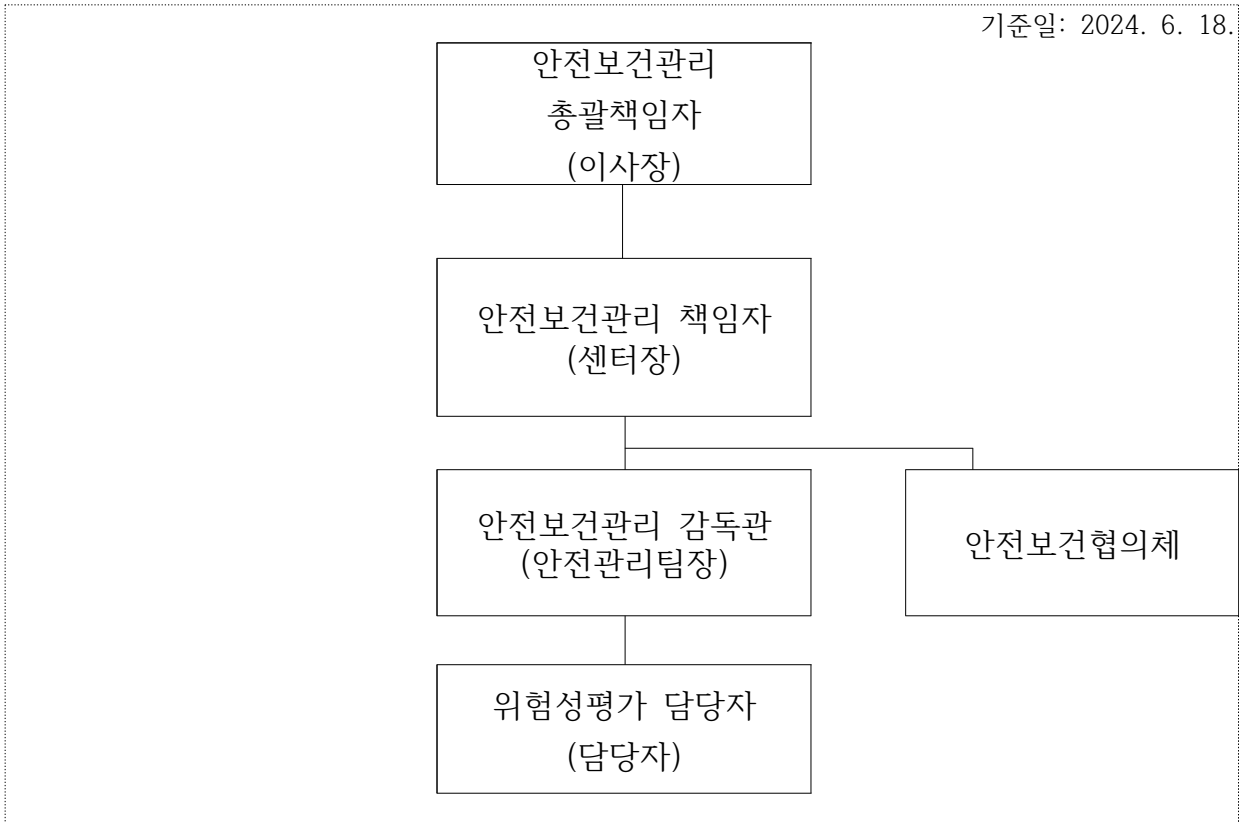 기준일: 2024. 6. 18.
안전보건관리
총괄책임자
(이사장)
안전보건관리 책임자
(센터장)
안전보건관리 감독관
(안전관리팀장)
안전보건협의체
위험성평가 담당자
(담당자)